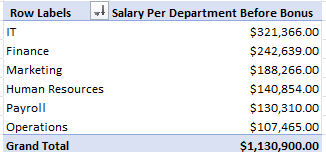 Row Labels Salary Per Department Before Bonus
IT $321,366.00
Finance $242,639.00
Marketing $188,266.00
Human Resources $140,854.00
Payroll $130,310.00
Operations $107,465.00
Grand Total $1,130,900.00